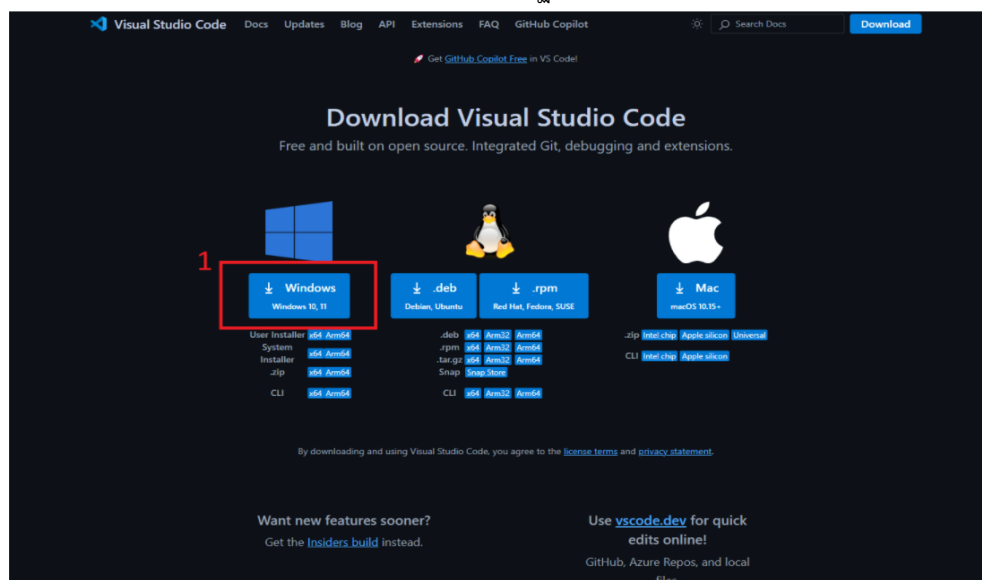 Visual Studio Code Docs Updates Blog API Extensions FAQ GitHub Copilot Search Docs Download
🚀 Get GitHub Copilot Free in VS Code!
Download Visual Studio Code
Free and built on open source. Integrated Git, debugging and extensions.
1
↓ Windows
Windows 10, 11
↓ .deb
Debian, Ubuntu
↓ .rpm
Red Hat, Fedora, SUSE
↓ Mac
macOS 10.15+
User Installer x64 Arm64
System Installer x64 Arm64
.zip x64 Arm64
CLI x64 Arm64
.deb x64 Arm32 Arm64
.rpm x64 Arm32 Arm64
.tar.gz x64 Arm32 Arm64
Snap Snap Store
CLI x64 Arm32 Arm64
.zip Intel chip Apple silicon Universal
CLI Intel chip Apple silicon
By downloading and using Visual Studio Code, you agree to the license terms and privacy statement.
Want new features sooner?
Get the Insiders build instead.
Use vscode.dev for quick
edits online!
GitHub, Azure Repos, and local